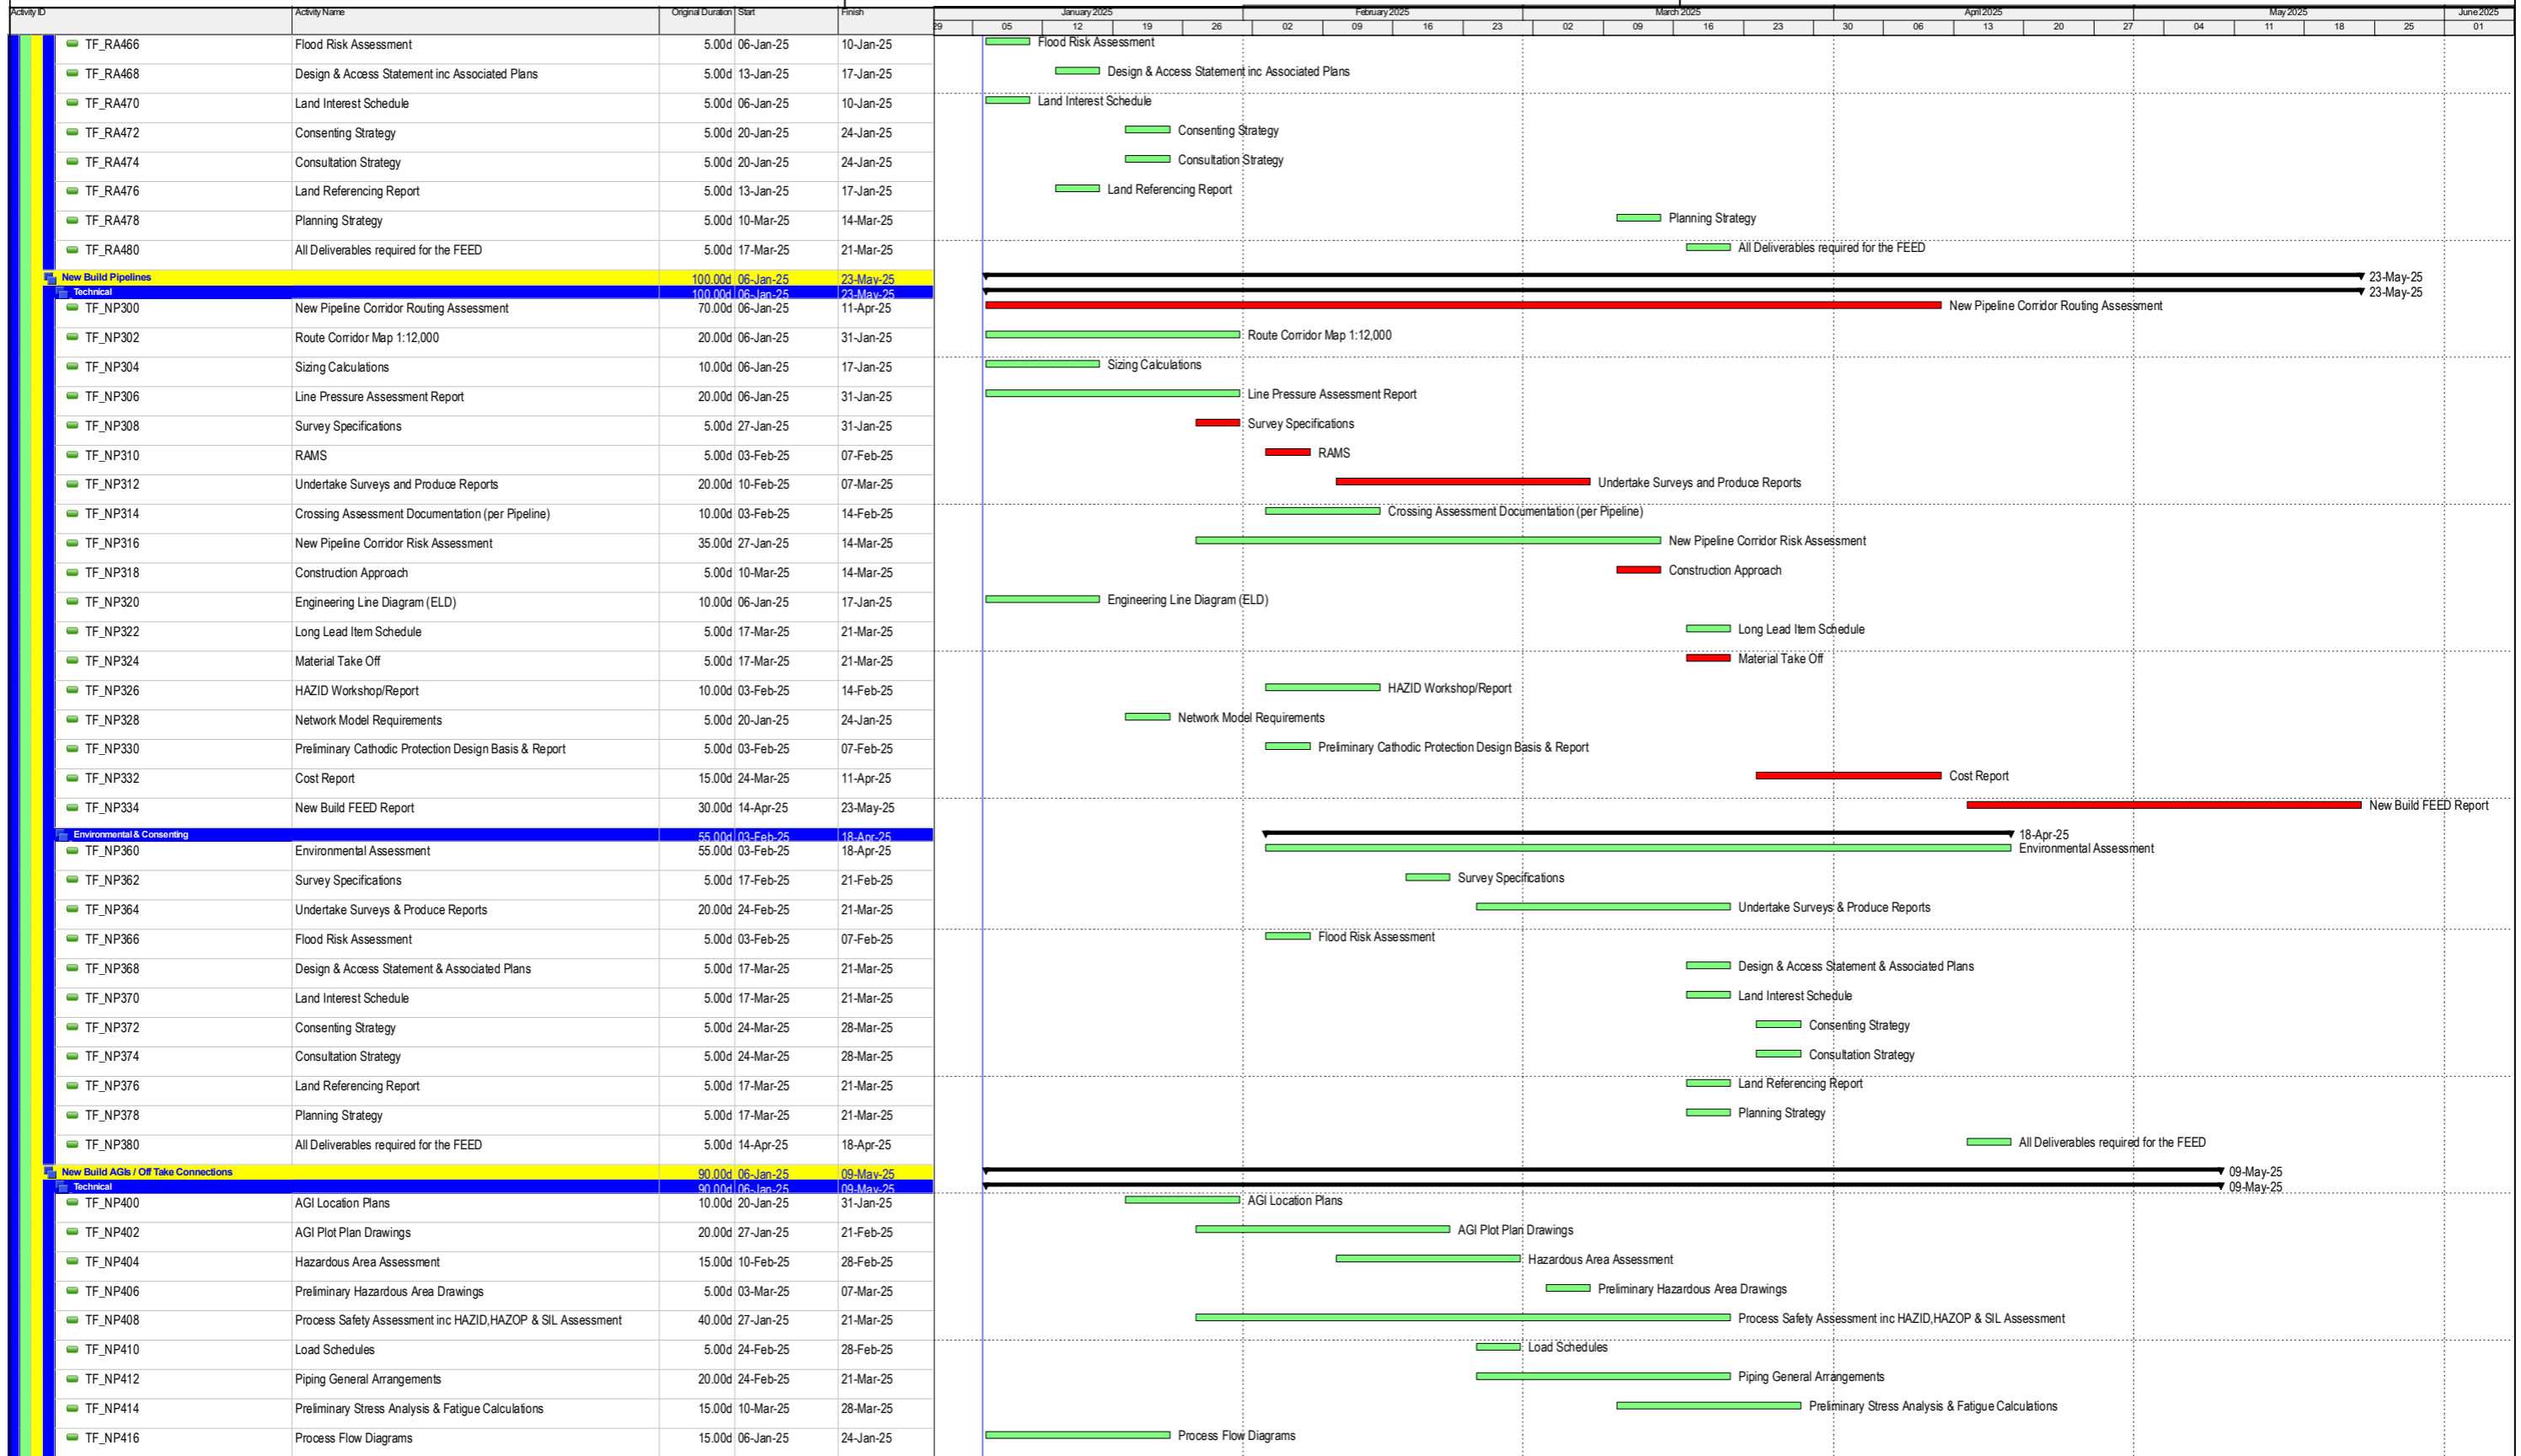 Activity ID Activity Name Original Duration Start Finish January 2025 February 2025 March 2025 April 2025 May 2025 June 2025
29 05 12 19 26 02 09 16 23 02 09 16 23 30 06 13 20 27 04 11 18 25 01
TF_RA466 Flood Risk Assessment 5.00d 06-Jan-25 10-Jan-25 Flood Risk Assessment
TF_RA468 Design & Access Statement inc Associated Plans 5.00d 13-Jan-25 17-Jan-25 Design & Access Statement inc Associated Plans
TF_RA470 Land Interest Schedule 5.00d 06-Jan-25 10-Jan-25 Land Interest Schedule
TF_RA472 Consenting Strategy 5.00d 20-Jan-25 24-Jan-25 Consenting Strategy
TF_RA474 Consultation Strategy 5.00d 20-Jan-25 24-Jan-25 Consultation Strategy
TF_RA476 Land Referencing Report 5.00d 13-Jan-25 17-Jan-25 Land Referencing Report
TF_RA478 Planning Strategy 5.00d 10-Mar-25 14-Mar-25 Planning Strategy
TF_RA480 All Deliverables required for the FEED 5.00d 17-Mar-25 21-Mar-25 All Deliverables required for the FEED
New Build Pipelines 100.00d 06-Jan-25 23-May-25 23-May-25
Technical 100.00d 06-Jan-25 23-May-25 23-May-25
TF_NP300 New Pipeline Corridor Routing Assessment 70.00d 06-Jan-25 11-Apr-25 New Pipeline Corridor Routing Assessment
TF_NP302 Route Corridor Map 1:12,000 20.00d 06-Jan-25 31-Jan-25 Route Corridor Map 1:12,000
TF_NP304 Sizing Calculations 10.00d 06-Jan-25 17-Jan-25 Sizing Calculations
TF_NP306 Line Pressure Assessment Report 20.00d 06-Jan-25 31-Jan-25 Line Pressure Assessment Report
TF_NP308 Survey Specifications 5.00d 27-Jan-25 31-Jan-25 Survey Specifications
TF_NP310 RAMS 5.00d 03-Feb-25 07-Feb-25 RAMS
TF_NP312 Undertake Surveys and Produce Reports 20.00d 10-Feb-25 07-Mar-25 Undertake Surveys and Produce Reports
TF_NP314 Crossing Assessment Documentation (per Pipeline) 10.00d 03-Feb-25 14-Feb-25 Crossing Assessment Documentation (per Pipeline)
TF_NP316 New Pipeline Corridor Risk Assessment 35.00d 27-Jan-25 14-Mar-25 New Pipeline Corridor Risk Assessment
TF_NP318 Construction Approach 5.00d 10-Mar-25 14-Mar-25 Construction Approach
TF_NP320 Engineering Line Diagram (ELD) 10.00d 06-Jan-25 17-Jan-25 Engineering Line Diagram (ELD)
TF_NP322 Long Lead Item Schedule 5.00d 17-Mar-25 21-Mar-25 Long Lead Item Schedule
TF_NP324 Material Take Off 5.00d 17-Mar-25 21-Mar-25 Material Take Off
TF_NP326 HAZID Workshop/Report 10.00d 03-Feb-25 14-Feb-25 HAZID Workshop/Report
TF_NP328 Network Model Requirements 5.00d 20-Jan-25 24-Jan-25 Network Model Requirements
TF_NP330 Preliminary Cathodic Protection Design Basis & Report 5.00d 03-Feb-25 07-Feb-25 Preliminary Cathodic Protection Design Basis & Report
TF_NP332 Cost Report 15.00d 24-Mar-25 11-Apr-25 Cost Report
TF_NP334 New Build FEED Report 30.00d 14-Apr-25 23-May-25 New Build FEED Report
Environmental & Consenting 55.00d 03-Feb-25 18-Apr-25 18-Apr-25
TF_NP360 Environmental Assessment 55.00d 03-Feb-25 18-Apr-25 Environmental Assessment
TF_NP362 Survey Specifications 5.00d 17-Feb-25 21-Feb-25 Survey Specifications
TF_NP364 Undertake Surveys & Produce Reports 20.00d 24-Feb-25 21-Mar-25 Undertake Surveys & Produce Reports
TF_NP366 Flood Risk Assessment 5.00d 03-Feb-25 07-Feb-25 Flood Risk Assessment
TF_NP368 Design & Access Statement & Associated Plans 5.00d 17-Mar-25 21-Mar-25 Design & Access Statement & Associated Plans
TF_NP370 Land Interest Schedule 5.00d 17-Mar-25 21-Mar-25 Land Interest Schedule
TF_NP372 Consenting Strategy 5.00d 24-Mar-25 28-Mar-25 Consenting Strategy
TF_NP374 Consultation Strategy 5.00d 24-Mar-25 28-Mar-25 Consultation Strategy
TF_NP376 Land Referencing Report 5.00d 17-Mar-25 21-Mar-25 Land Referencing Report
TF_NP378 Planning Strategy 5.00d 17-Mar-25 21-Mar-25 Planning Strategy
TF_NP380 All Deliverables required for the FEED 5.00d 14-Apr-25 18-Apr-25 All Deliverables required for the FEED
New Build AGIs / Off Take Connections 90.00d 06-Jan-25 09-May-25 09-May-25
Technical 90.00d 06-Jan-25 09-May-25 09-May-25
TF_NP400 AGI Location Plans 10.00d 20-Jan-25 31-Jan-25 AGI Location Plans
TF_NP402 AGI Plot Plan Drawings 20.00d 27-Jan-25 21-Feb-25 AGI Plot Plan Drawings
TF_NP404 Hazardous Area Assessment 15.00d 10-Feb-25 28-Feb-25 Hazardous Area Assessment
TF_NP406 Preliminary Hazardous Area Drawings 5.00d 03-Mar-25 07-Mar-25 Preliminary Hazardous Area Drawings
TF_NP408 Process Safety Assessment inc HAZID,HAZOP & SIL Assessment 40.00d 27-Jan-25 21-Mar-25 Process Safety Assessment inc HAZID,HAZOP & SIL Assessment
TF_NP410 Load Schedules 5.00d 24-Feb-25 28-Feb-25 Load Schedules
TF_NP412 Piping General Arrangements 20.00d 24-Feb-25 21-Mar-25 Piping General Arrangements
TF_NP414 Preliminary Stress Analysis & Fatigue Calculations 15.00d 10-Mar-25 28-Mar-25 Preliminary Stress Analysis & Fatigue Calculations
TF_NP416 Process Flow Diagrams 15.00d 06-Jan-25 24-Jan-25 Process Flow Diagrams